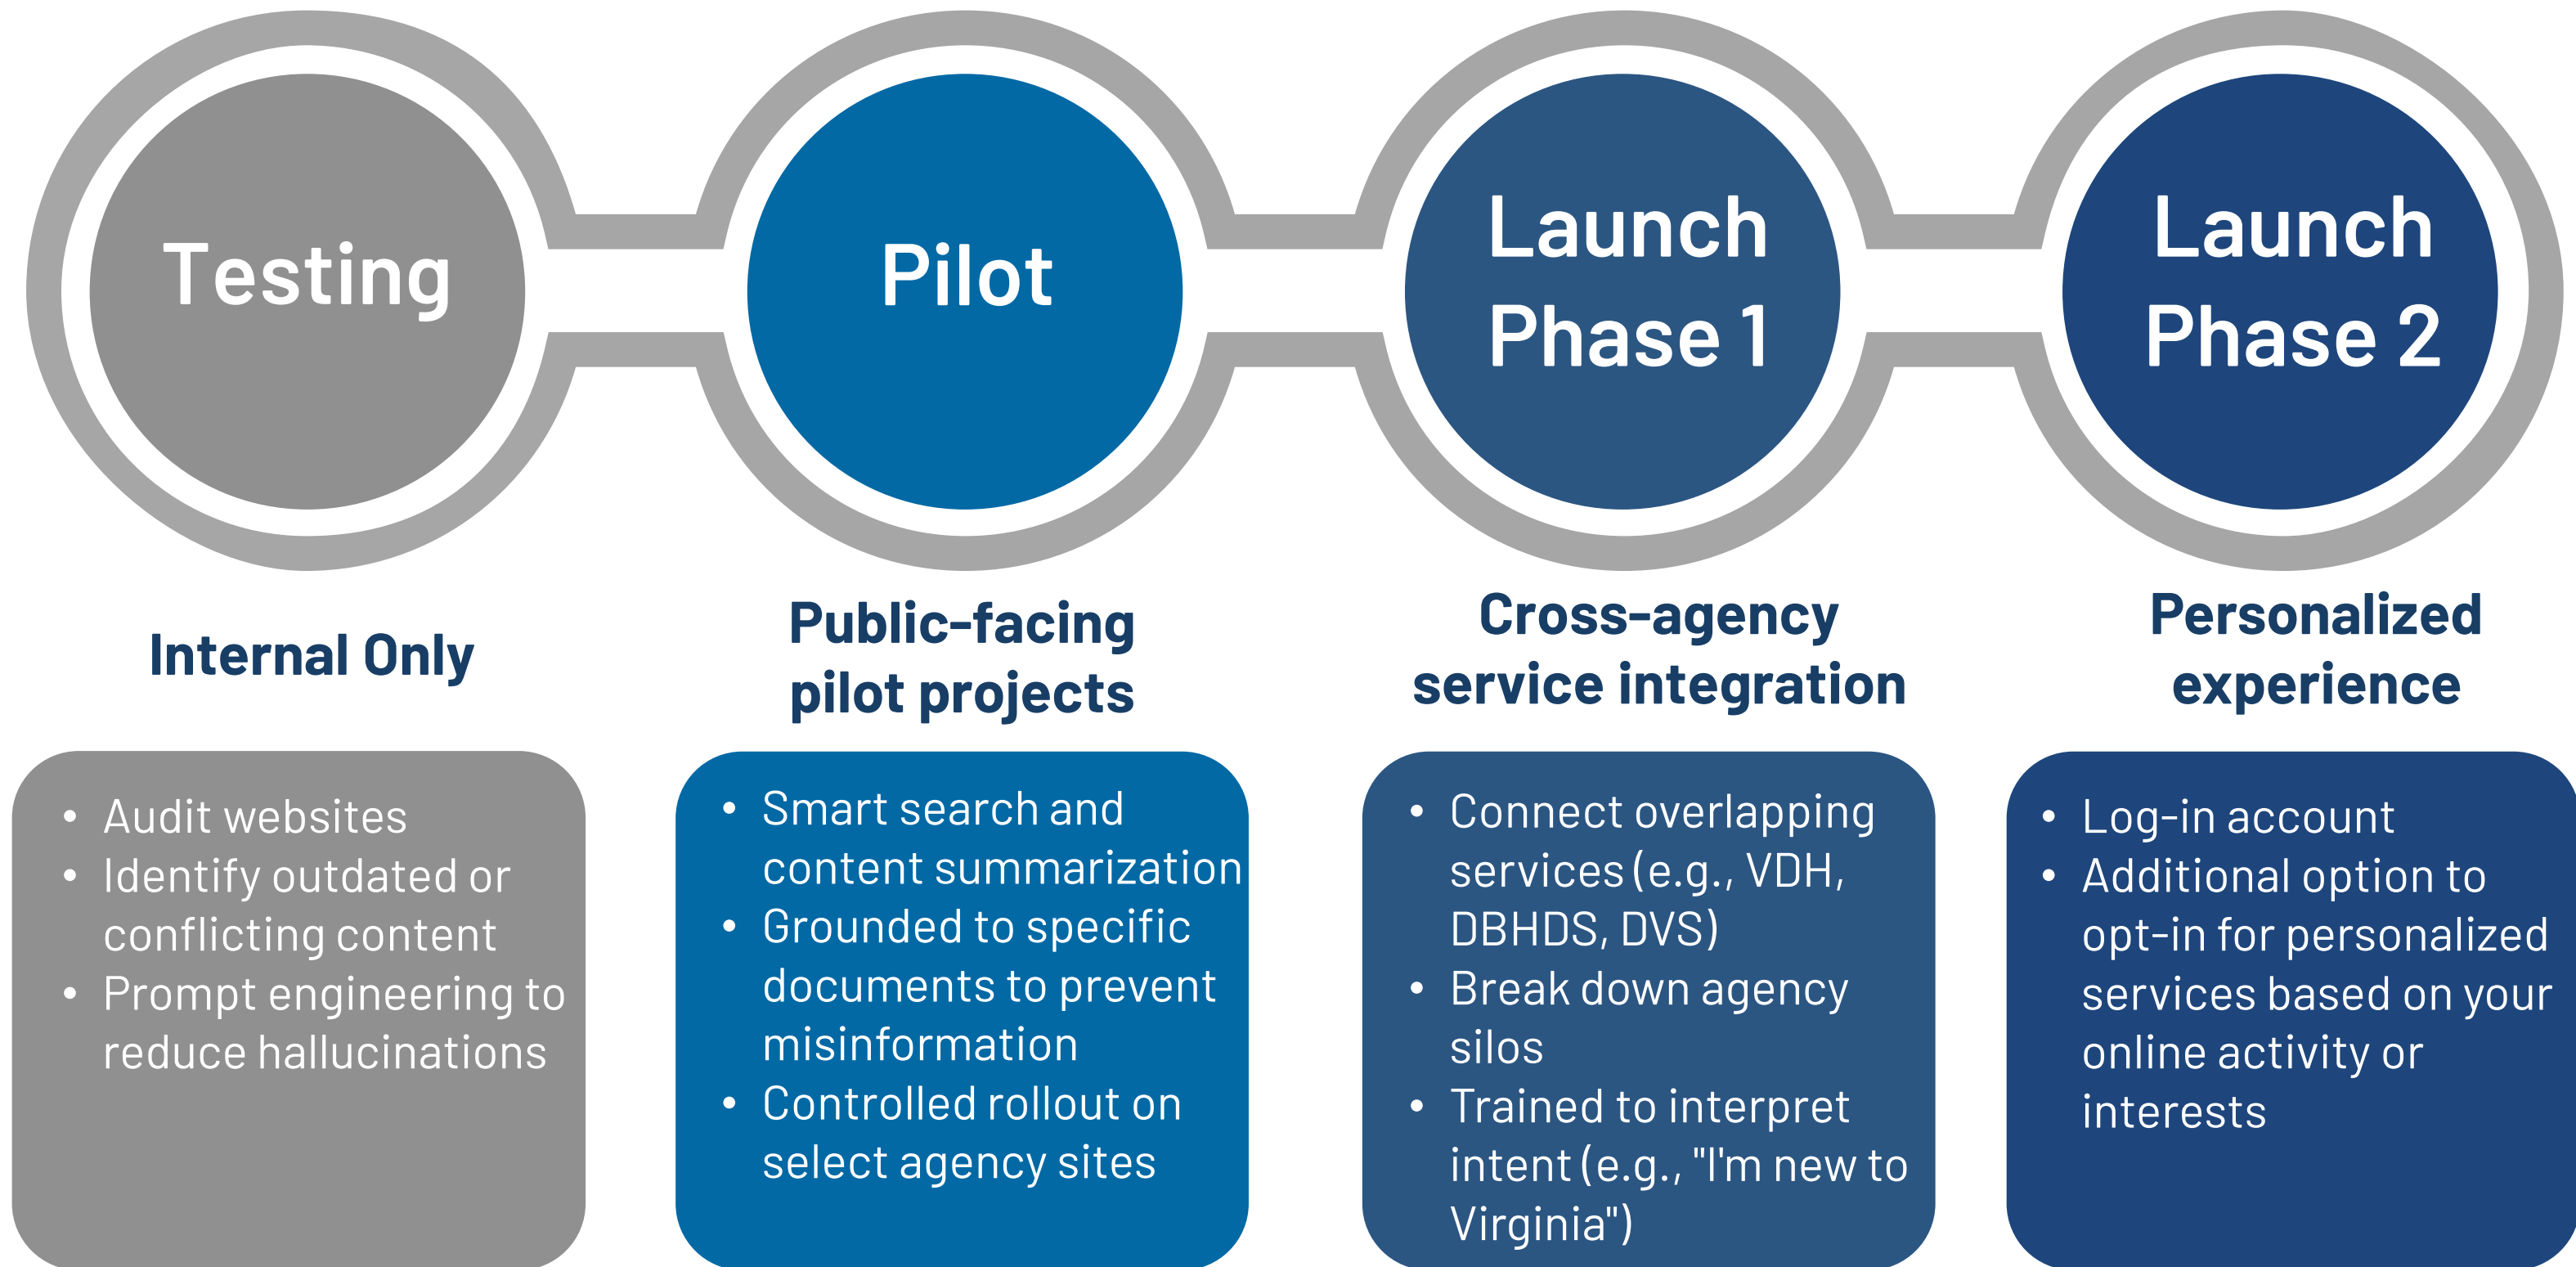 Testing
Pilot
Launch
Phase 1
Launch
Phase 2
Internal Only
Public-facing
pilot projects
Cross-agency
service integration
Personalized
experience
• Audit websites
• Identify outdated or
conflicting content
• Prompt engineering to
reduce hallucinations
• Smart search and
content summarization
• Grounded to specific
documents to prevent
misinformation
• Controlled rollout on
select agency sites
• Connect overlapping
services (e.g., VDH,
DBHDS, DVS)
• Break down agency
silos
• Trained to interpret
intent (e.g., "I'm new to
Virginia")
• Log-in account
• Additional option to
opt-in for personalized
services based on your
online activity or
interests